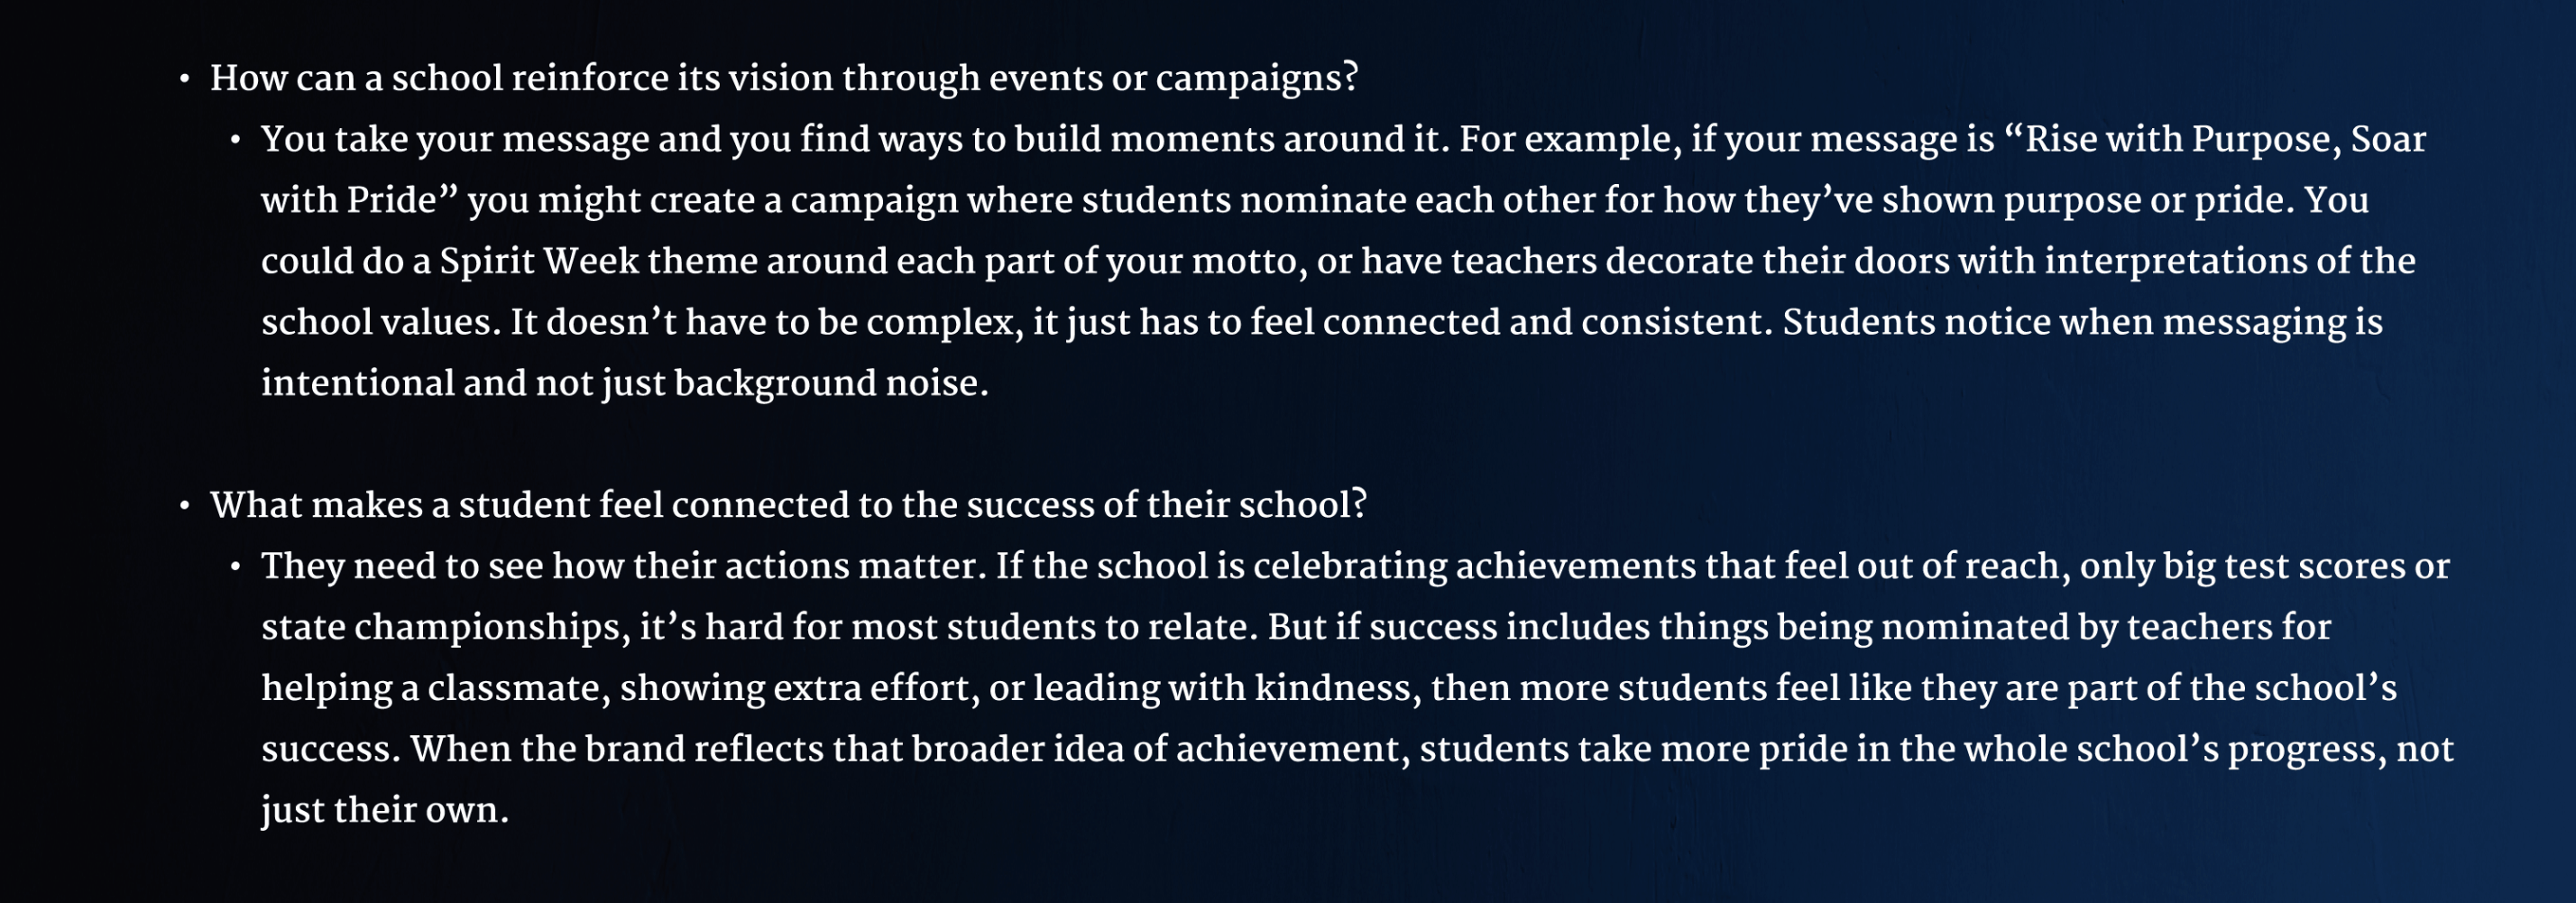 • How can a school reinforce its vision through events or campaigns?
• You take your message and you find ways to build moments around it. For example, if your message is “Rise with Purpose, Soar
with Pride” you might create a campaign where students nominate each other for how they’ve shown purpose or pride. You
could do a Spirit Week theme around each part of your motto, or have teachers decorate their doors with interpretations of the
school values. It doesn’t have to be complex, it just has to feel connected and consistent. Students notice when messaging is
intentional and not just background noise.
• What makes a student feel connected to the success of their school?
• They need to see how their actions matter. If the school is celebrating achievements that feel out of reach, only big test scores or
state championships, it’s hard for most students to relate. But if success includes things being nominated by teachers for
helping a classmate, showing extra effort, or leading with kindness, then more students feel like they are part of the school’s
success. When the brand reflects that broader idea of achievement, students take more pride in the whole school’s progress, not
just their own.